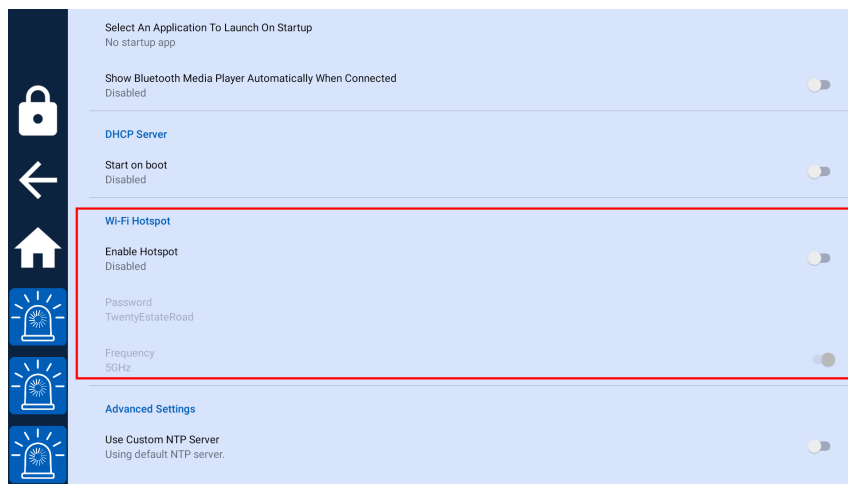 Select An Application To Launch On Startup
No startup app
Show Bluetooth Media Player Automatically When Connected
Disabled
DHCP Server
Start on boot
Disabled
Wi-Fi Hotspot
Enable Hotspot
Disabled
Password
TwentyEstateRoad
Frequency
5GHz
Advanced Settings
Use Custom NTP Server
Using default NTP server.